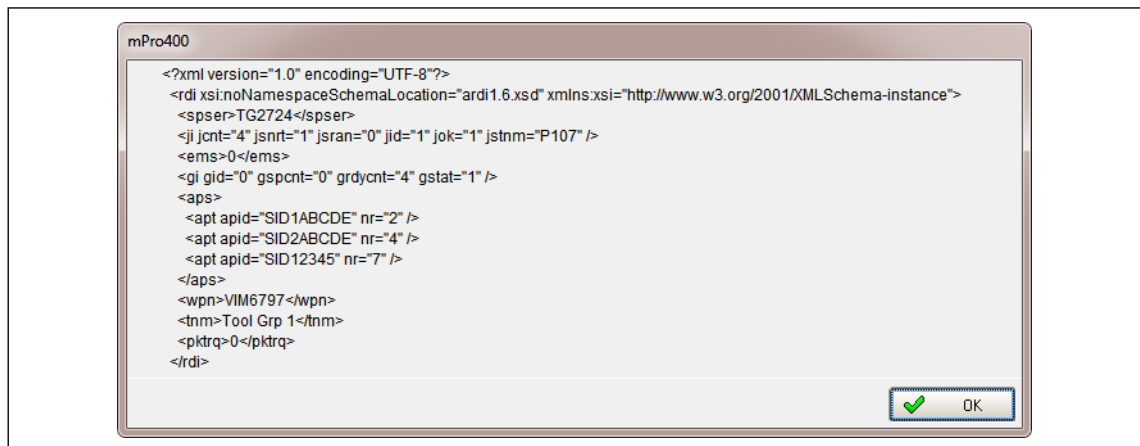 mPro400
<?xml version="1.0" encoding="UTF-8"?>
<rdi xsi:noNamespaceSchemaLocation="ardi1.6.xsd" xmlns:xsi="http://www.w3.org/2001/XMLSchema-instance">
<spser>TG2724</spser>
<ji jcnt="4" jsnrt="1" jsran="0" jid="1" jok="1" jstnm="P107" />
<ems>0</ems>
<gi gid="0" gspcnt="0" grdycnt="4" gstat="1" />
<aps>
<apt apid="SID1ABCDE" nr="2" />
<apt apid="SID2ABCDE" nr="4" />
<apt apid="SID12345" nr="7" />
</aps>
<wpn>VIM6797</wpn>
<tnm>Tool Grp 1</tnm>
<pktrq>0</pktrq>
</rdi>
OK